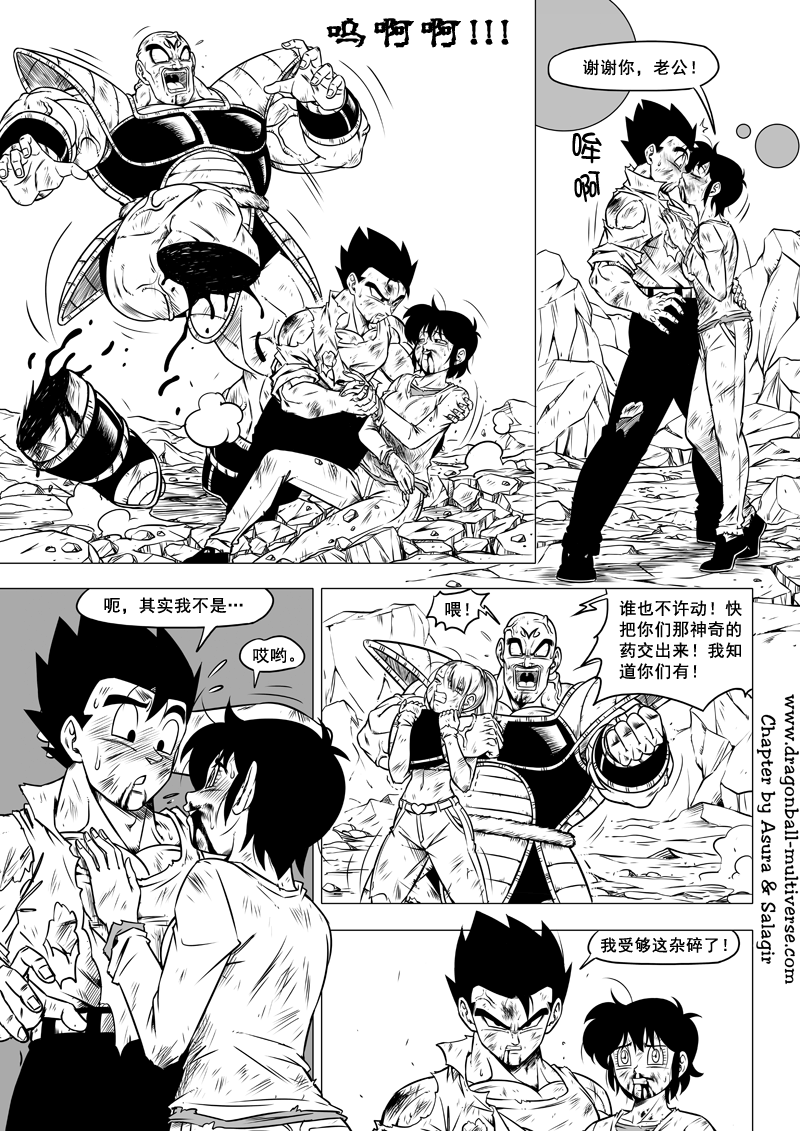 呜啊啊!!!
谢谢你，老公！
呃，其实我不是…
哎哟。
喂！
谁也不许动！快
把你们那神奇的
药交出来！我知
道你们有！
我受够这杂碎了！
www.dragonball-multiverse.com
Chapter by Asura & Salagir